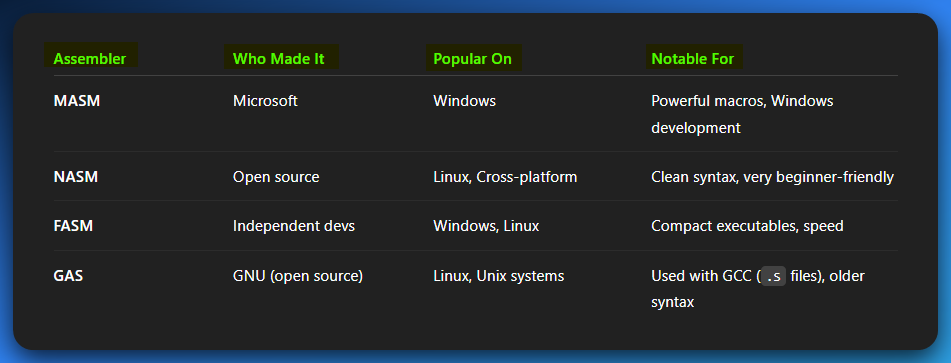 Assembler Who Made It Popular On Notable For
MASM Microsoft Windows Powerful macros, Windows
development
NASM Open source Linux, Cross-platform Clean syntax, very beginner-friendly
FASM Independent devs Windows, Linux Compact executables, speed
GAS GNU (open source) Linux, Unix systems Used with GCC (.s files), older
syntax